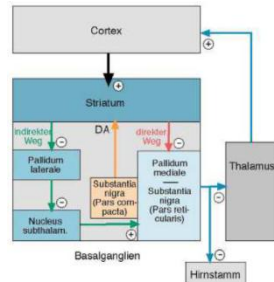 Cortex
+
+
Striatum
indirekter
Weg
−
DA
direkter
Weg
−
Pallidum
laterale
−
Nucleus
subthalam.
Substantia
nigra
(Pars com-
pacta)
+
Pallidum
mediale
Substantia
nigra
(Pars reti-
cularis)
−
Thalamus
−
Hirnstamm
Basalganglien